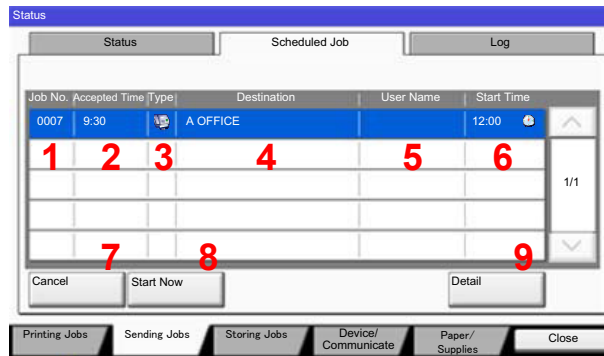 Status
Status Scheduled Job Log
Job No. Accepted Time Type Destination User Name Start Time
0007 9:30 A OFFICE 12:00
1 2 3 4 5 6
1/1
7 8 9
Cancel Start Now Detail
Printing Jobs Sending Jobs Storing Jobs Device/ Communicate Paper/ Supplies Close